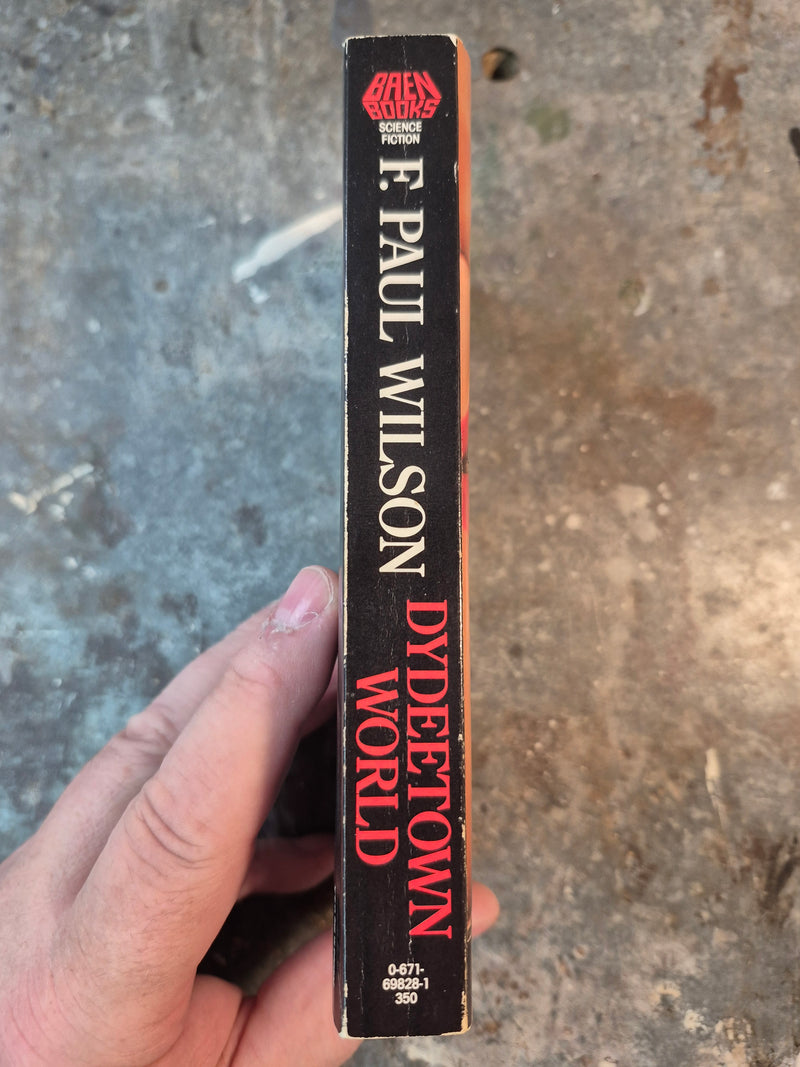 BAEN
BOOKS
SCIENCE
FICTION
F. PAUL WILSON
DYDEETOWN
WORLD
0-671-
69828-1
350